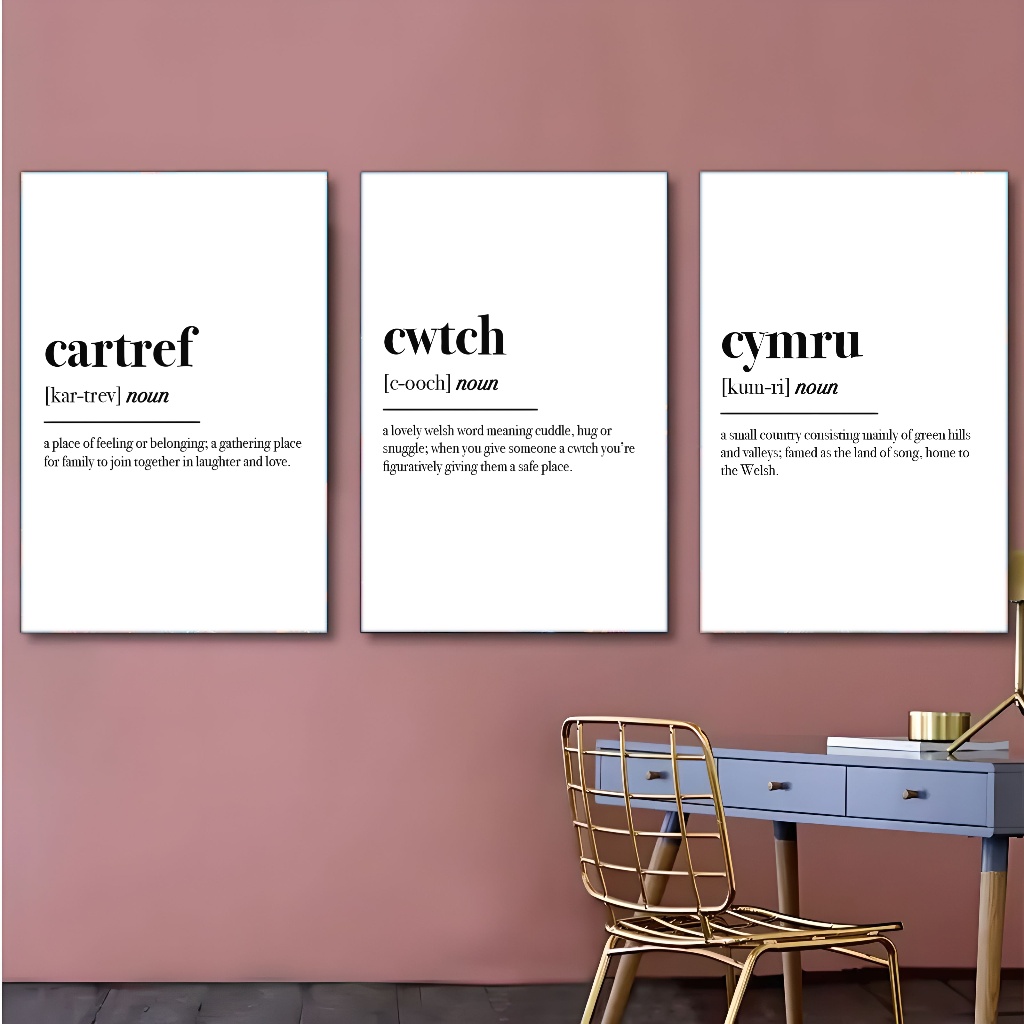 cartref
[kar-trev] noun
a place of feeling or belonging; a gathering place
for family to join together in laughter and love.
cwtch
[c-ooch] noun
a lovely welsh word meaning cuddle, hug or
snuggle; when you give someone a cwtch you're
figuratively giving them a safe place.
cymru
[kum-ri] noun
a small country consisting mainly of green hills
and valleys; famed as the land of song, home to
the Welsh.